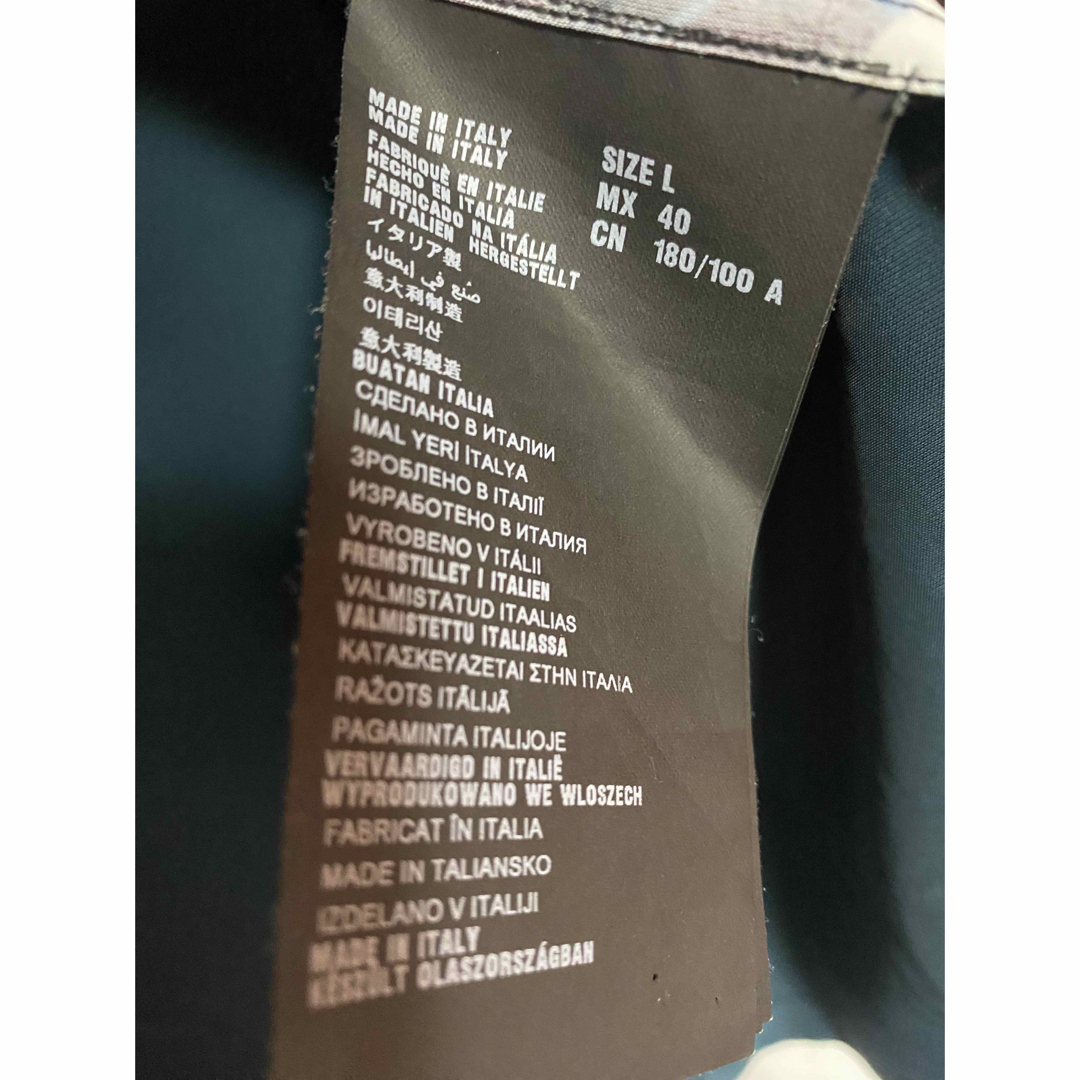 MADE IN ITALY
MADE IN ITALY
FABRIQUÈ EN ITALIE
HECHO EN ITALIA
FABRICADO NA ITÁLIA
IN ITALIEN HERGESTELLT
イタリア製
صُنع في إيطاليا
意大利制造
이태리산
意大利製造
BUATAN ITALIA
СДЕЛАНО В ИТАЛИИ
İMAL YERİ İTALYA
ЗРОБЛЕНО В ІТАЛІЇ
ИЗРАБОТЕНО В ИТАЛИЯ
VYROBENO V ITÁLII
FREMSTILLET I ITALIEN
VALMISTATUD ITAALIAS
VALMISTETTU ITALIASSA
ΚΑΤΑΣΚΕΥΑΖΕΤΑΙ ΣΤΗΝ ΙΤΑΛΙΑ
RAŽOTS ITĀLIJĀ
PAGAMINTA ITALIJOJE
VERVAARDIGD IN ITALIË
WYPRODUKOWANO WE WLOSZECH
FABRICAT ÎN ITALIA
MADE IN TALIANSKO
IZDELANO V ITALIJI
MADE IN ITALY
KÉSZÜLT OLASZORSZÁGBAN
SIZE L
MX 40
CN 180/100 A